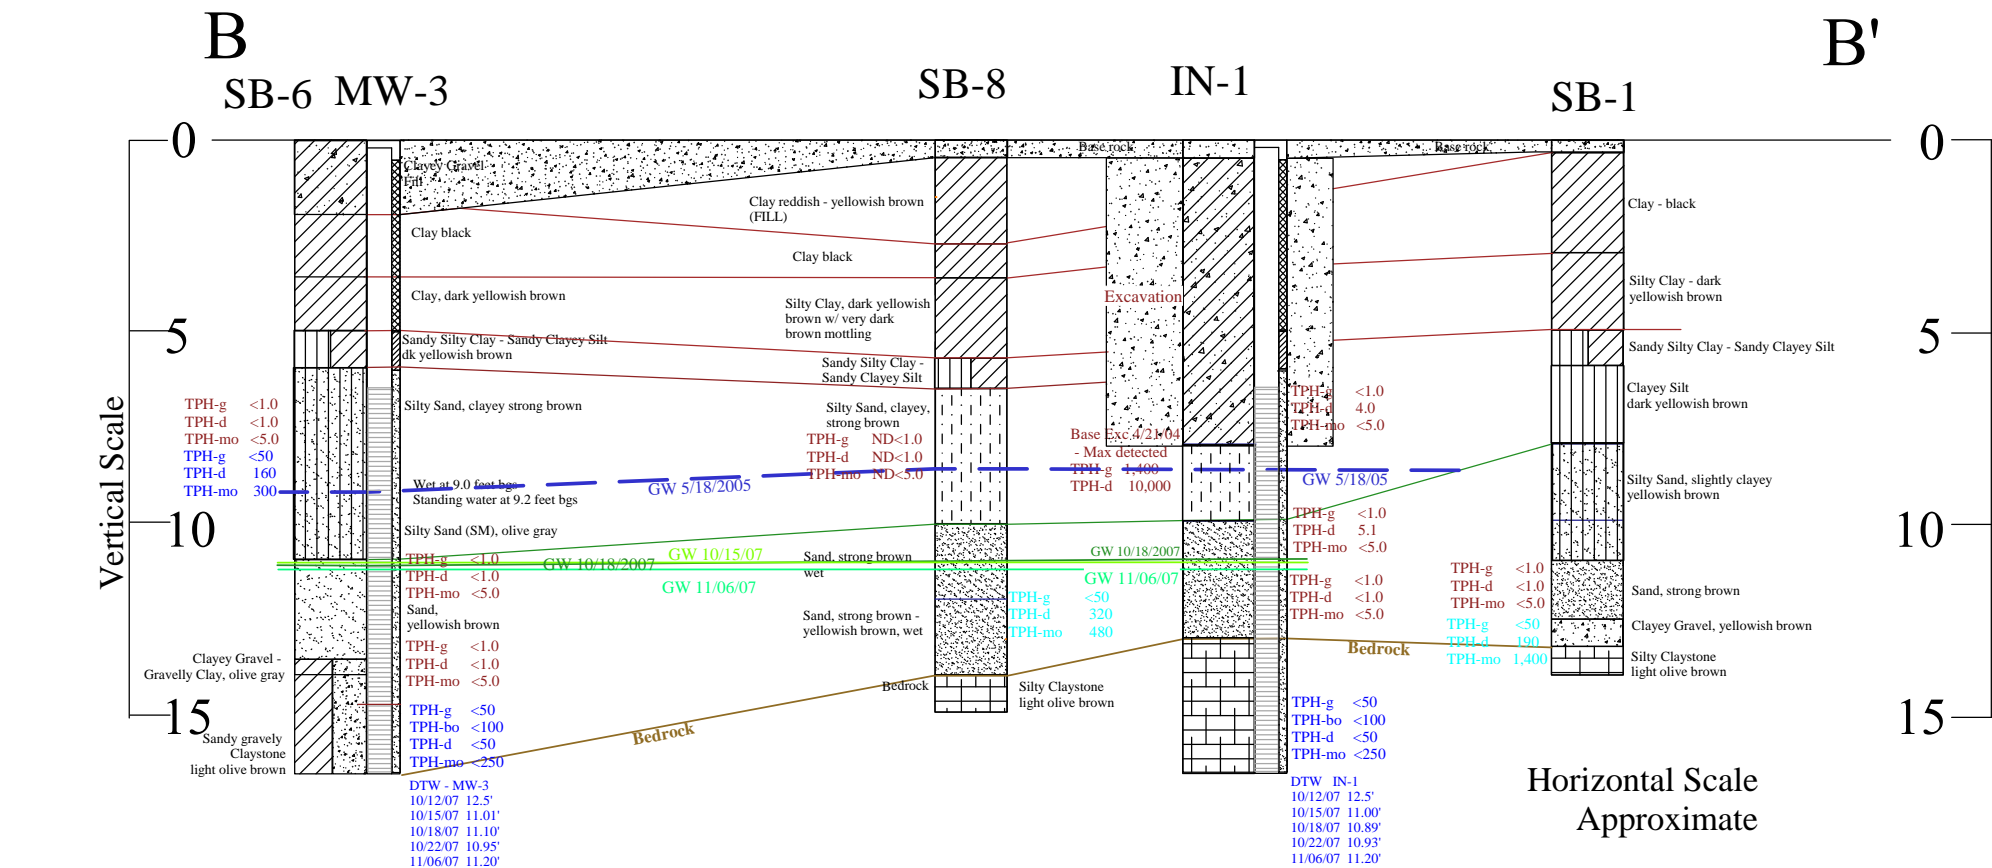 B
B'
SB-6
MW-3
SB-8
IN-1
SB-1
0
5
10
15
Vertical Scale
0
5
10
15
Clayey Gravel
Fill
Clay black
Clay, dark yellowish brown
Sandy Silty Clay - Sandy Clayey Silt
dk yellowish brown
Silty Sand, clayey strong brown
Wet at 9.0 feet bgs
Standing water at 9.2 feet bgs
Silty Sand (SM), olive gray
TPH-g <1.0
TPH-d <1.0
TPH-mo <5.0
TPH-g <50
TPH-d 160
TPH-mo 300
TPH-g <1.0
TPH-d <1.0
TPH-mo <5.0
Sand,
yellowish brown
TPH-g <1.0
TPH-d <1.0
TPH-mo <5.0
TPH-g <50
TPH-bo <100
TPH-d <50
TPH-mo <250
DTW - MW-3
10/12/07 12.5'
10/15/07 11.01'
10/18/07 11.10'
10/22/07 10.95'
11/06/07 11.20'
Clayey Gravel -
Gravelly Clay, olive gray
Sandy gravely
Claystone
light olive brown
GW 5/18/2005
GW 10/15/07
GW 10/18/2007
GW 11/06/07
Bedrock
Clay reddish - yellowish brown
(FILL)
Clay black
Silty Clay, dark yellowish
brown w/ very dark
brown mottling
Sandy Silty Clay -
Sandy Clayey Silt
Silty Sand, clayey,
strong brown
TPH-g ND<1.0
TPH-d ND<1.0
TPH-mo ND<5.0
Sand, strong brown
wet
Sand, strong brown -
yellowish brown, wet
Bedrock
Silty Claystone
light olive brown
TPH-g <50
TPH-d 320
TPH-mo 480
Base rock
Excavation
Base Exc 4/21/04
- Max detected
TPH-g 1,400
TPH-d 10,000
GW 10/18/2007
GW 11/06/07
Base rock
TPH-g <1.0
TPH-d 4.0
TPH-mo <5.0
GW 5/18/05
TPH-g <1.0
TPH-d 5.1
TPH-mo <5.0
TPH-g <1.0
TPH-d <1.0
TPH-mo <5.0
Bedrock
TPH-g <50
TPH-bo <100
TPH-d <50
TPH-mo <250
DTW IN-1
10/12/07 12.5'
10/15/07 11.00'
10/18/07 10.89'
10/22/07 10.93'
11/06/07 11.20'
TPH-g <1.0
TPH-d <1.0
TPH-mo <5.0
TPH-g <50
TPH-d 190
TPH-mo 1,400
Clay - black
Silty Clay - dark
yellowish brown
Sandy Silty Clay - Sandy Clayey Silt
Clayey Silt
dark yellowish brown
Silty Sand, slightly clayey
yellowish brown
Sand, strong brown
Clayey Gravel, yellowish brown
Silty Claystone
light olive brown
Horizontal Scale
Approximate